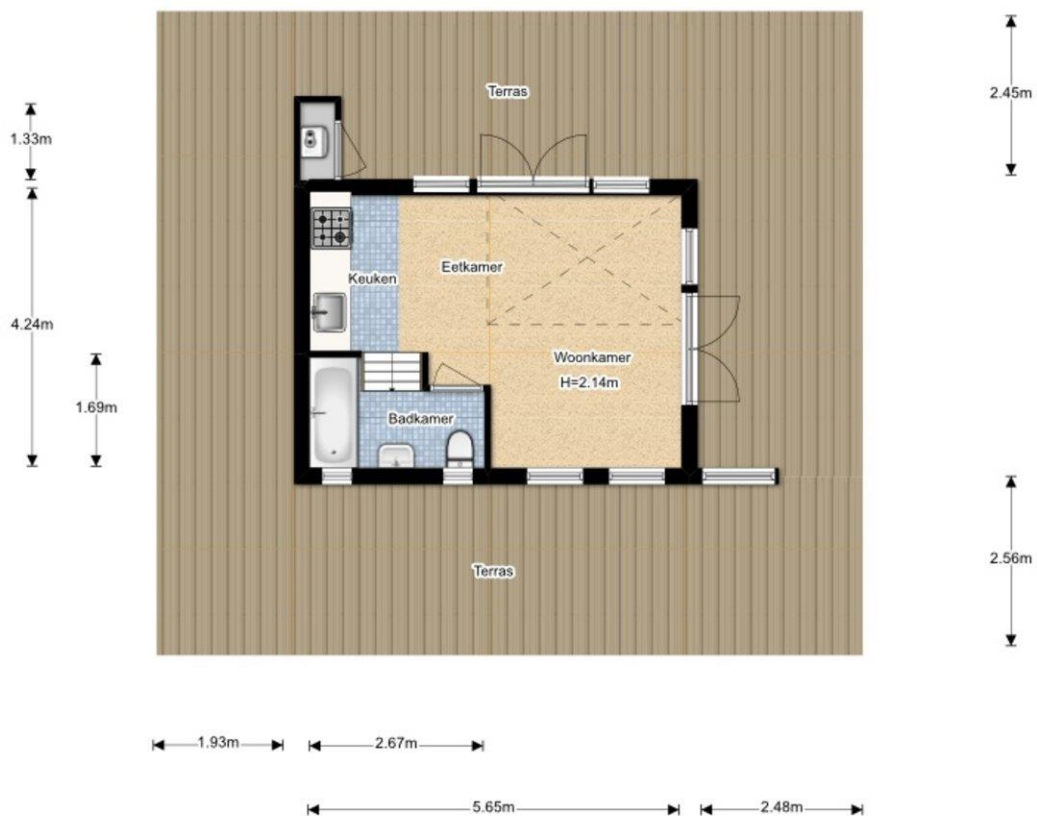 Terras
2.45m
1.33m
Eetkamer
Keuken
4.24m
Woonkamer
H=2.14m
1.69m
Badkamer
2.56m
Terras
1.93m
2.67m
5.65m
2.48m